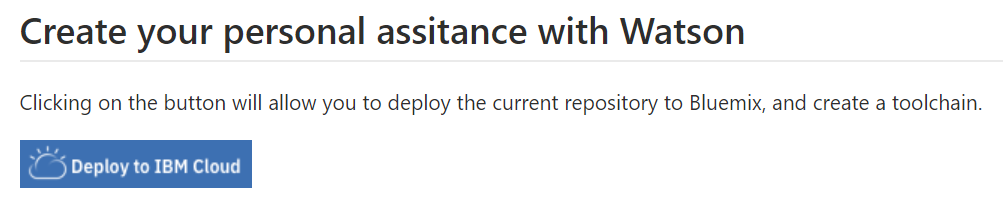 Create your personal assitance with Watson
Clicking on the button will allow you to deploy the current repository to Bluemix, and create a toolchain.
Deploy to IBM Cloud